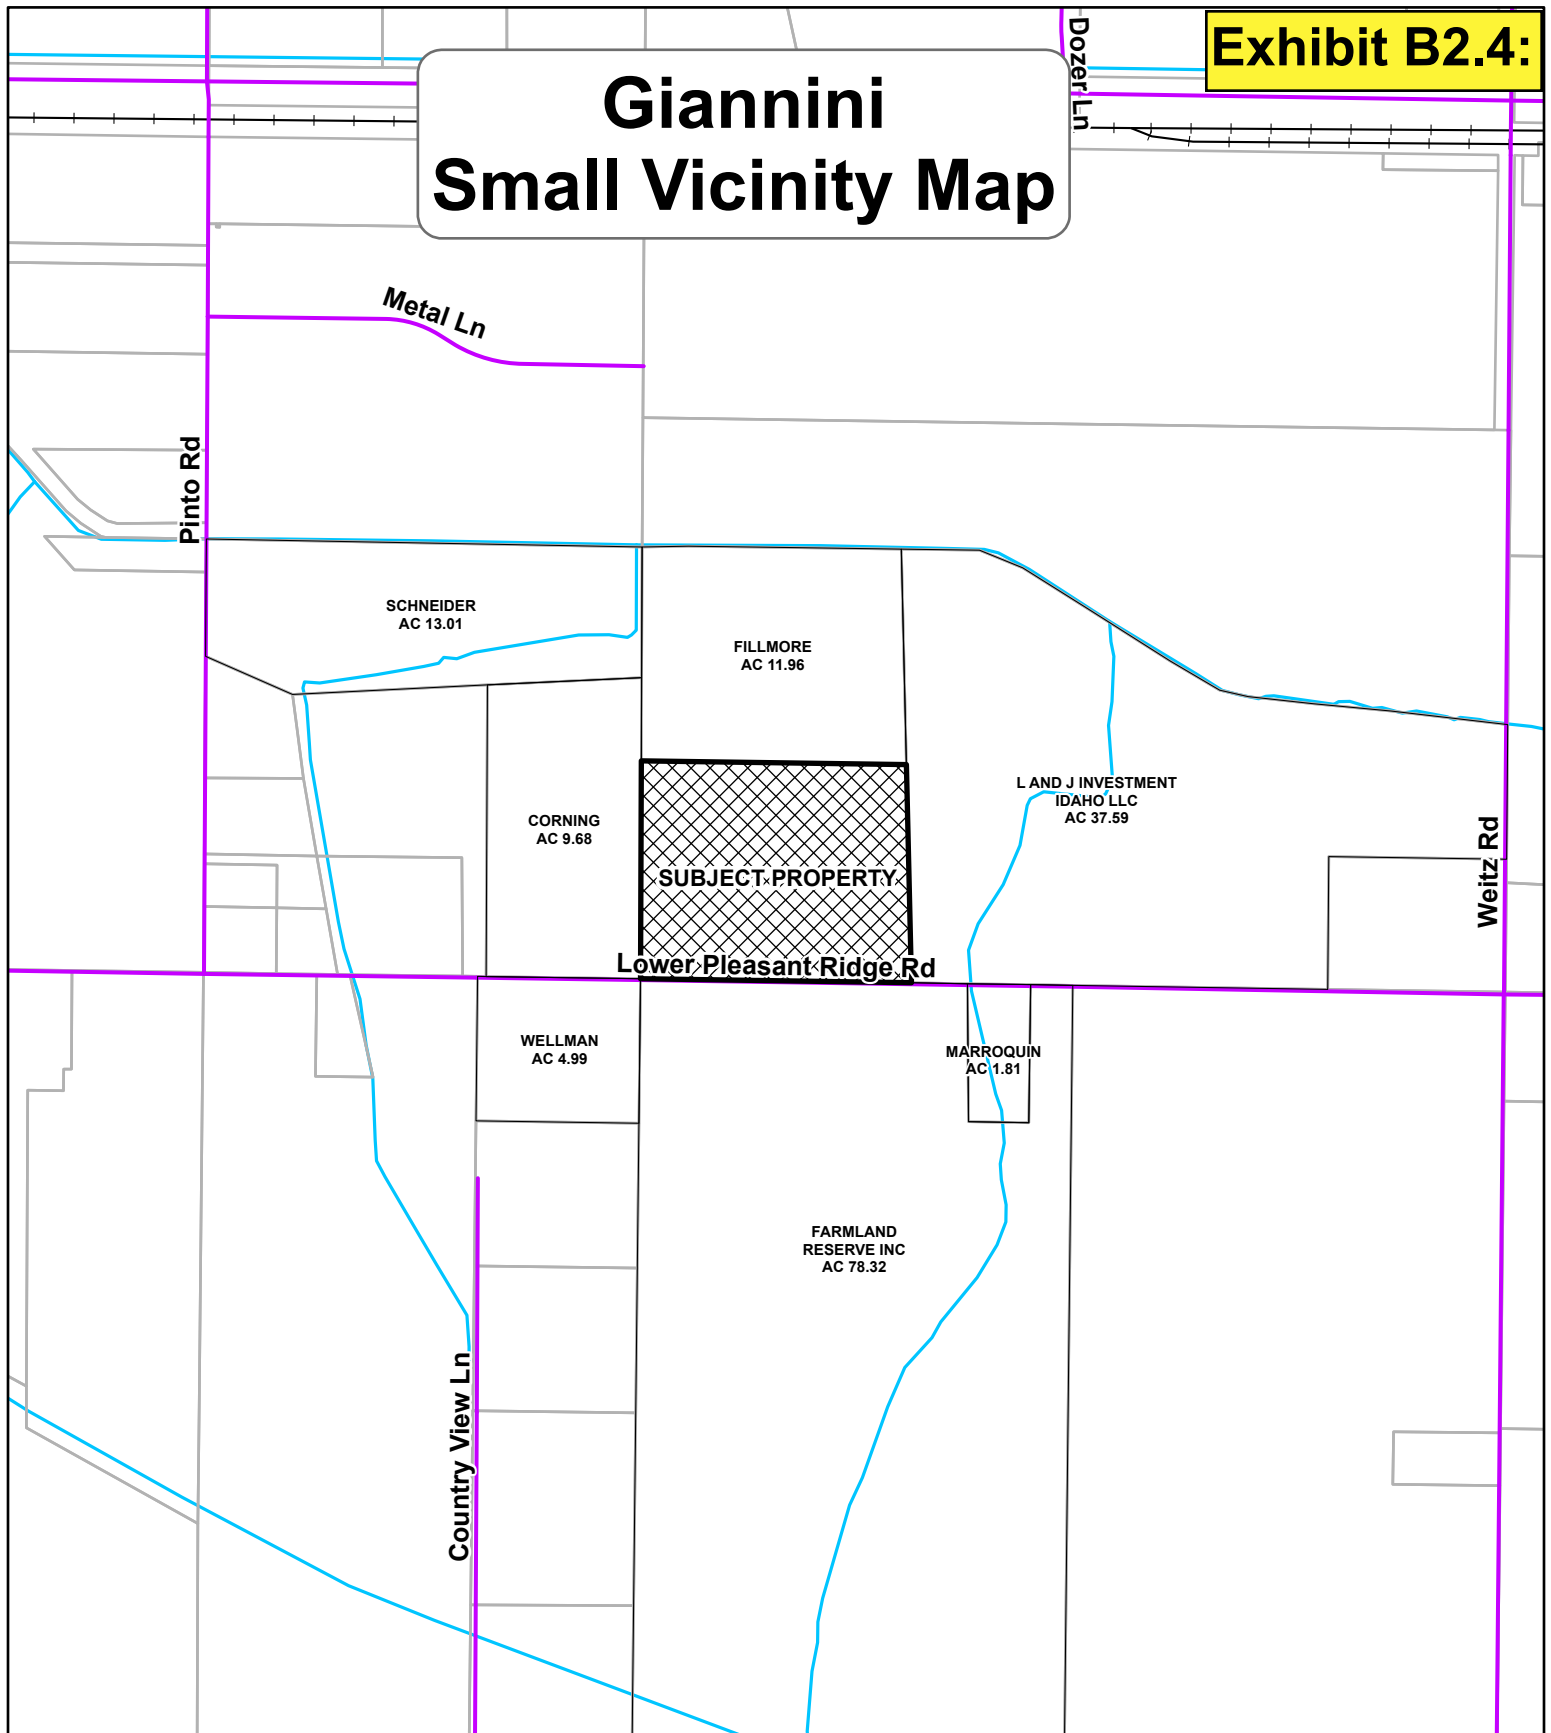 Exhibit B2.4:
Giannini
Small Vicinity Map
Dozer Ln
Metal Ln
Pinto Rd
SCHNEIDER
AC 13.01
FILLMORE
AC 11.96
L AND J INVESTMENT
IDAHO LLC
AC 37.59
CORNING
AC 9.68
SUBJECT PROPERTY
Weitz Rd
Lower Pleasant Ridge Rd
WELLMAN
AC 4.99
MARROQUIN
AC 1.81
FARMLAND
RESERVE INC
AC 78.32
Country View Ln